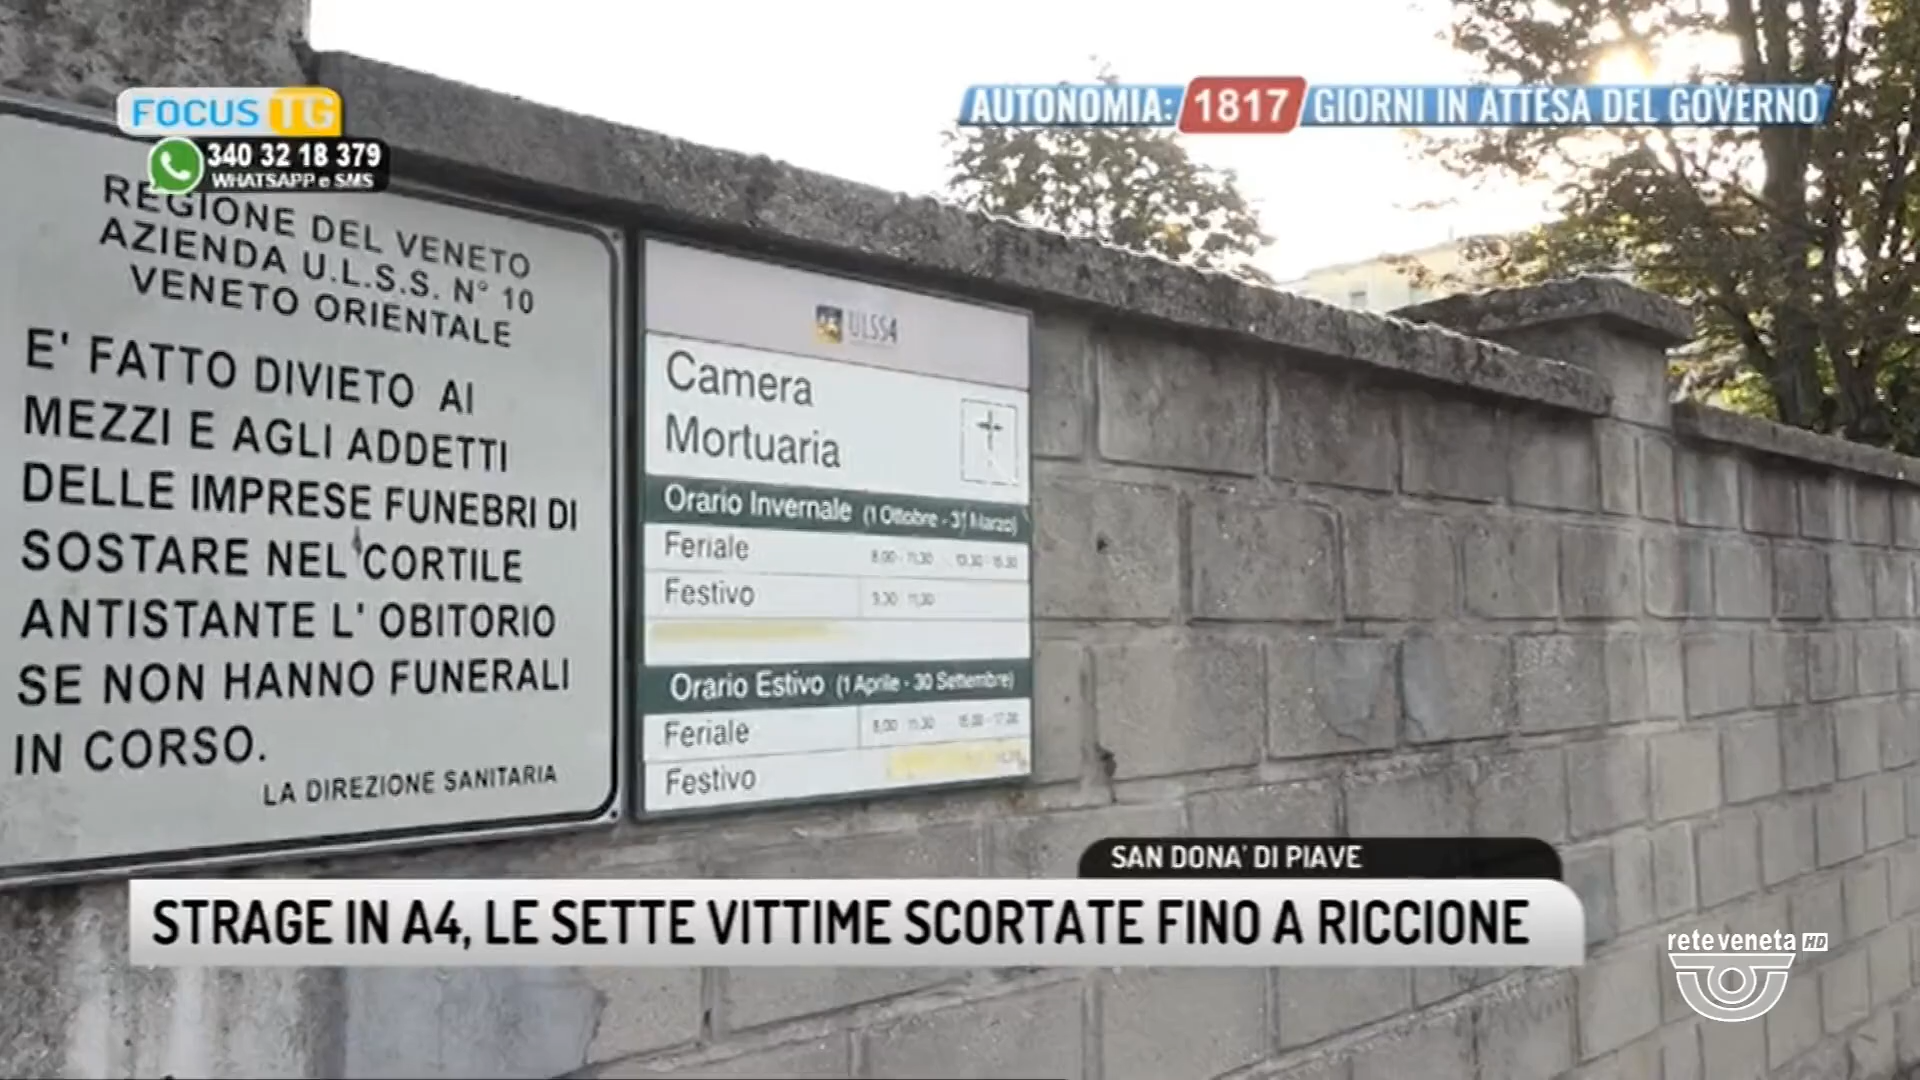 FOCUS TG
340 32 18 379
WHATSAPP e SMS
AUTONOMIA: 1817 GIORNI IN ATTESA DEL GOVERNO
REGIONE DEL VENETO
AZIENDA U.L.S.S. N° 10
VENETO ORIENTALE
E' FATTO DIVIETO AI
MEZZI E AGLI ADDETTI
DELLE IMPRESE FUNEBRI DI
SOSTARE NEL CORTILE
ANTISTANTE L' OBITORIO
SE NON HANNO FUNERALI
IN CORSO.
LA DIREZIONE SANITARIA
ULSS4
Camera
Mortuaria
Orario Invernale (1 Ottobre - 31 Marzo)
Feriale
Festivo
Orario Estivo (1 Aprile - 30 Settembre)
Feriale
Festivo
SAN DONA' DI PIAVE
STRAGE IN A4, LE SETTE VITTIME SCORTATE FINO A RICCIONE
reteveneta HD